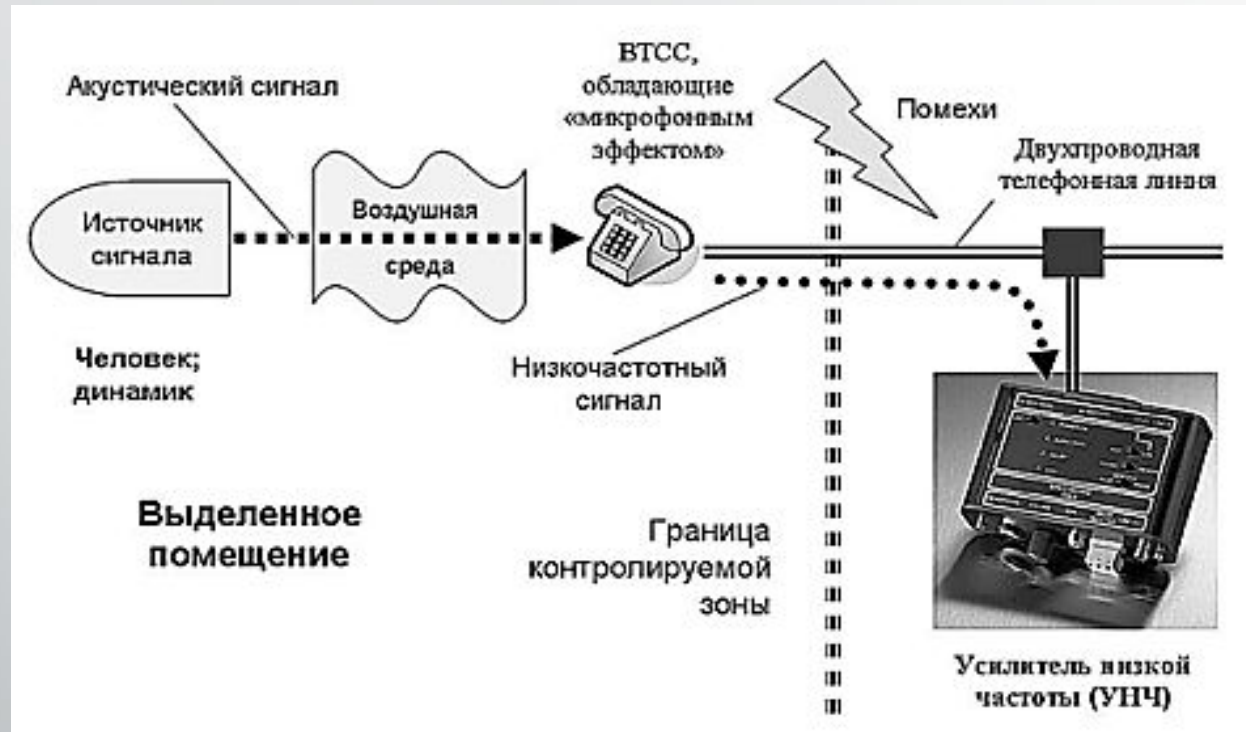 Акустический сигнал
ВТСС,
обладающие
«микрофонным
эффектом»
Помехи
Двухпроводная
телефонная линия
Источник
сигнала
Воздушная
среда
Человек;
динамик
Низкочастотный
сигнал
Выделенное
помещение
Граница
контролируемой
зоны
Усилитель низкой
частоты (УНЧ)